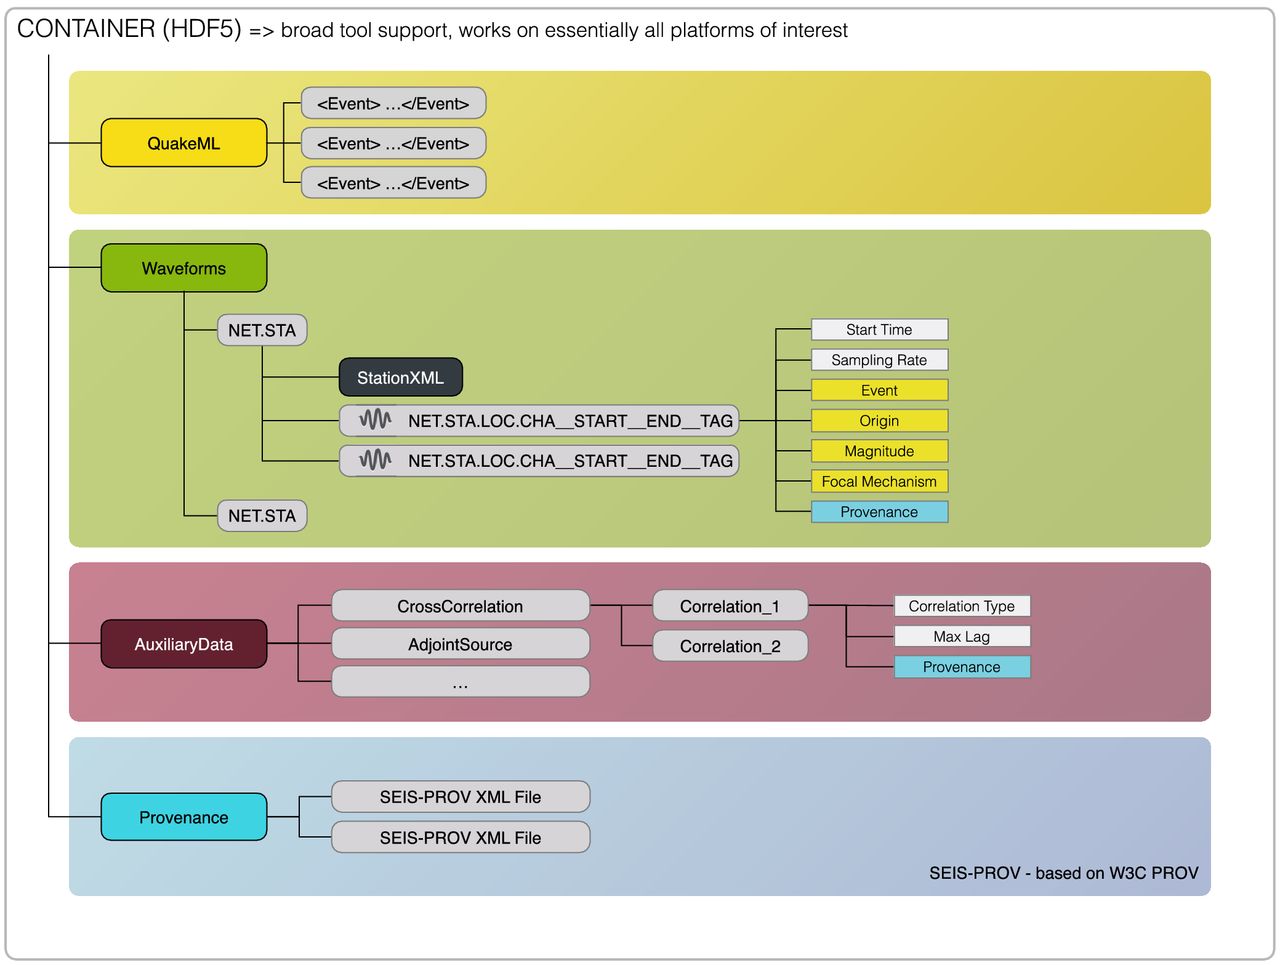 CONTAINER (HDF5) => broad tool support, works on essentially all platforms of interest
QuakeML
<Event> ...</Event>
<Event> ...</Event>
<Event> ...</Event>
Waveforms
NET.STA
StationXML
NET.STA.LOC.CHA__START__END__TAG
NET.STA.LOC.CHA__START__END__TAG
NET.STA
Start Time
Sampling Rate
Event
Origin
Magnitude
Focal Mechanism
Provenance
AuxiliaryData
CrossCorrelation
AdjointSource
...
Correlation_1
Correlation_2
Correlation Type
Max Lag
Provenance
Provenance
SEIS-PROV XML File
SEIS-PROV XML File
SEIS-PROV - based on W3C PROV